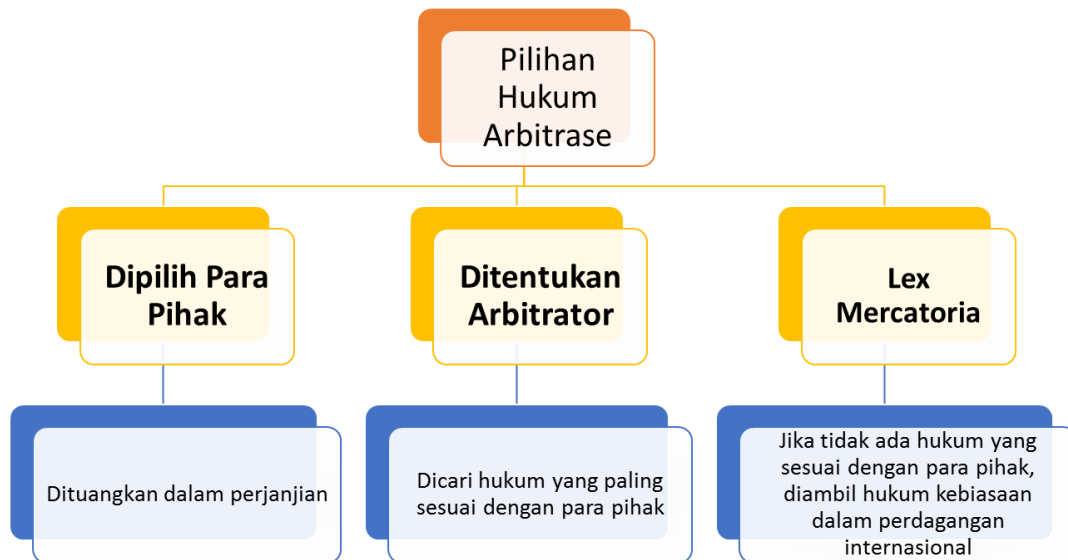 Pilihan
Hukum
Arbitrase
Dipilih Para
Pihak
Ditentukan
Arbitrator
Lex
Mercatoria
Dituangkan dalam perjanjian
Dicari hukum yang paling
sesuai dengan para pihak
Jika tidak ada hukum yang
sesuai dengan para pihak,
diambil hukum kebiasaan
dalam perdagangan
internasional